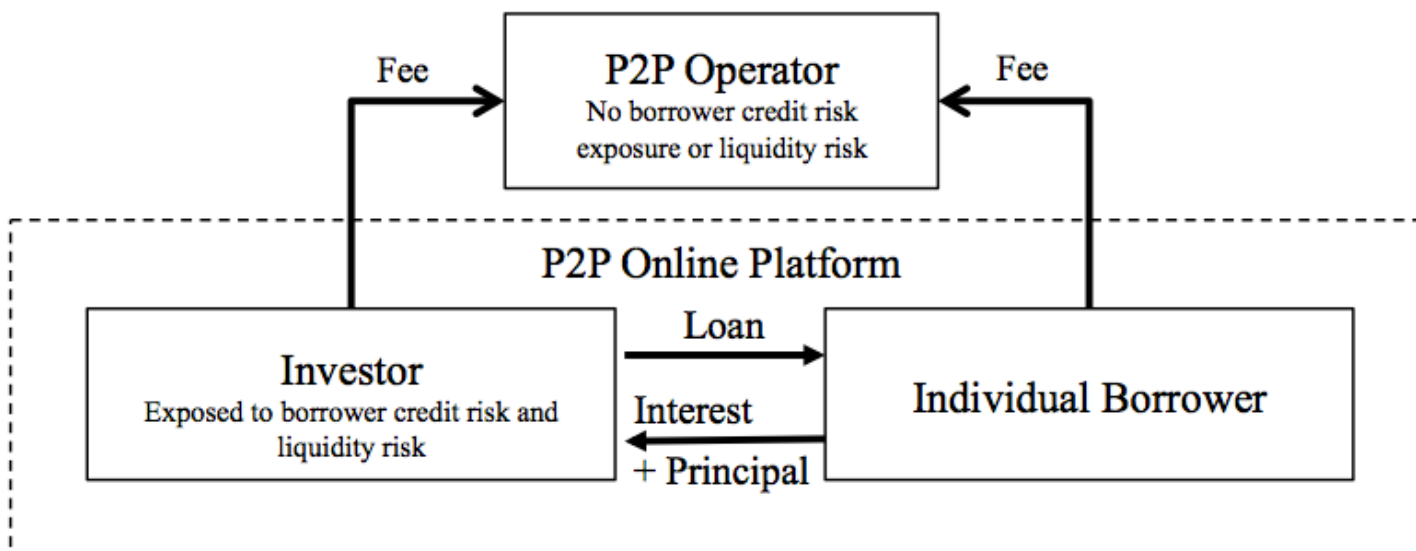 Fee
P2P Operator
Fee
No borrower credit risk
exposure or liquidity risk
P2P Online Platform
Investor
Exposed to borrower credit risk and
liquidity risk
Loan
Interest
+ Principal
Individual Borrower